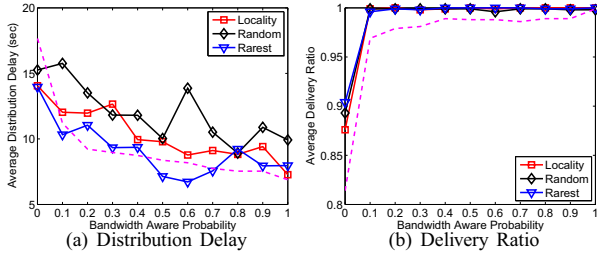 20
15
10
5
Average Distribution Delay (sec)
Locality
Random
Rarest
0 0.1 0.2 0.3 0.4 0.5 0.6 0.7 0.8 0.9 1
Bandwidth Aware Probability
(a) Distribution Delay
1
0.95
0.9
0.85
0.8
Average Delivery Ratio
Locality
Random
Rarest
0 0.1 0.2 0.3 0.4 0.5 0.6 0.7 0.8 0.9 1
Bandwidth Aware Probability
(b) Delivery Ratio